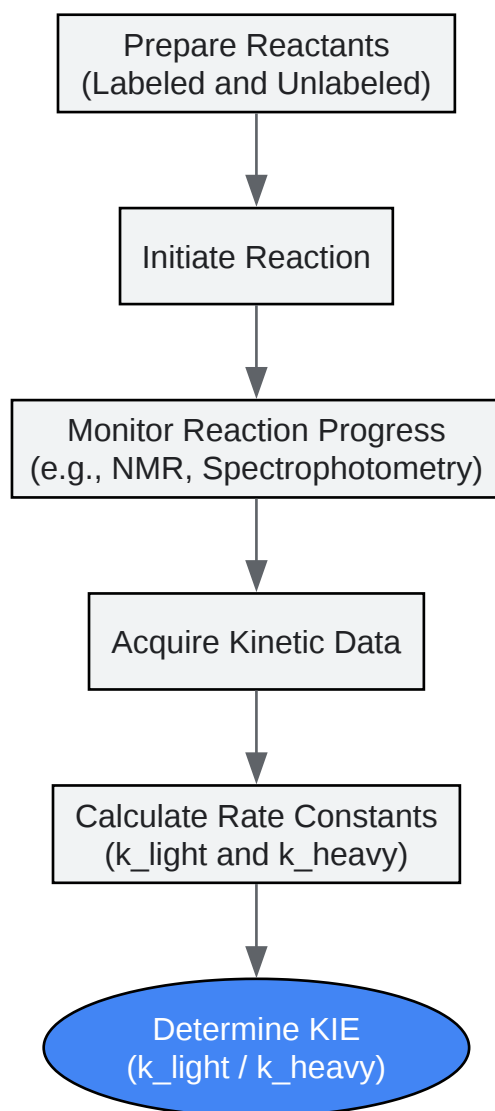 Prepare Reactants
(Labeled and Unlabeled)
Initiate Reaction
Monitor Reaction Progress
(e.g., NMR, Spectrophotometry)
Acquire Kinetic Data
Calculate Rate Constants
(k_light and k_heavy)
Determine KIE
(k_light / k_heavy)